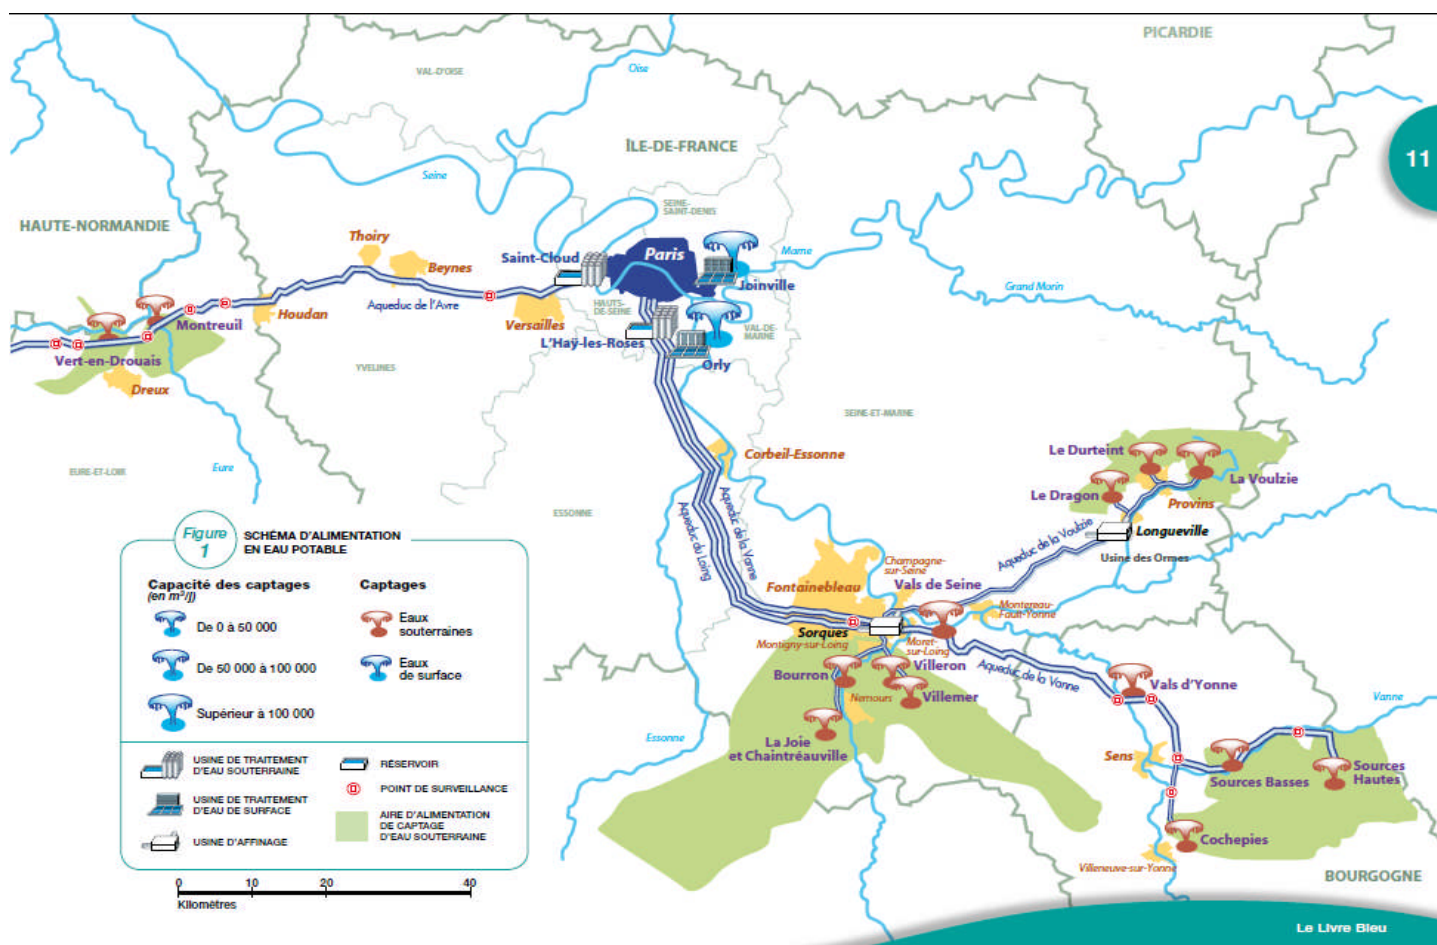 PICARDIE
VAL-D'OISE
Oise
ÎLE-DE-FRANCE
11
Seine
SEINE-
SAINT-DENIS
HAUTE-NORMANDIE
Thoiry
Beynes
Saint-Cloud
Paris
Marne
Joinville
Grand Morin
Aqueduc de l'Avre
HAUTS-
DE-SEINE
Houdan
Montreuil
Versailles
VAL-DE-
MARNE
L'Haÿ-les-Roses
Orly
Vert-en-Drouais
YVELINES
Dreux
SEINE-ET-MARNE
EURE-ET-LOIR
Eure
Corbeil-Essonne
Le Durteint
La Voulzie
Le Dragon
Provins
ESSONNE
Aqueduc du Loing
Aqueduc de la Vanne
Aqueduc de la Voulzie
Longueville
Usine des Ormes
Champagne-
sur-Seine
Fontainebleau
Vals de Seine
Montereau-
Fault-Yonne
Sorques
Montigny-sur-Loing
Moret-
sur-Loing
Bourron
Villeron
Aqueduc de la Vanne
Vals d'Yonne
Nemours
Villemer
Vanne
Essonne
La Joie
et Chaintréauville
Sens
Sources Basses
Sources
Hautes
Cochepies
Villeneuve-sur-Yonne
BOURGOGNE
Figure
1
SCHÉMA D'ALIMENTATION
EN EAU POTABLE
Capacité des captages
(en m³/j)
Captages
De 0 à 50 000
Eaux
souterraines
De 50 000 à 100 000
Eaux
de surface
Supérieur à 100 000
USINE DE TRAITEMENT
D'EAU SOUTERRAINE
RÉSERVOIR
POINT DE SURVEILLANCE
USINE DE TRAITEMENT
D'EAU DE SURFACE
AIRE D'ALIMENTATION
DE CAPTAGE
D'EAU SOUTERRAINE
USINE D'AFFINAGE
0 10 20 40
Kilomètres
Le Livre Bleu